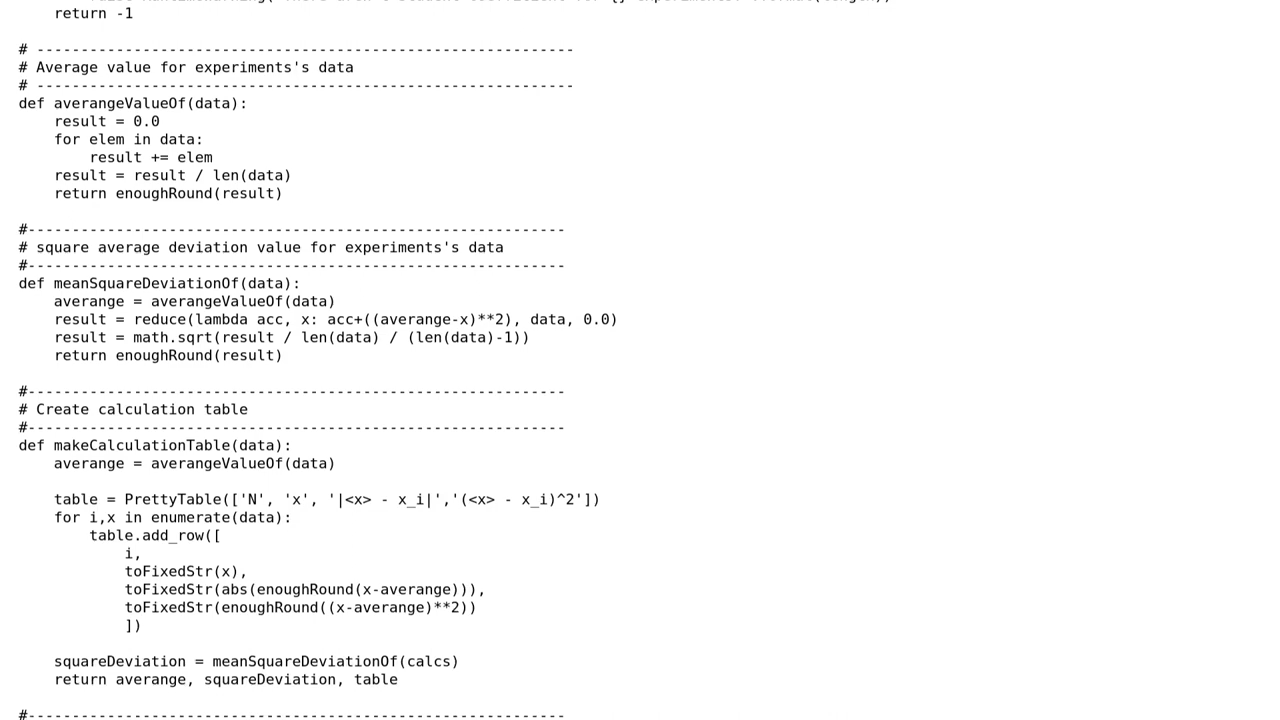 return -1
# -------------------------------------------------------------
# Average value for experiments's data
# -------------------------------------------------------------
def averangeValueOf(data):
    result = 0.0
    for elem in data:
        result += elem
    result = result / len(data)
    return enoughRound(result)
#-------------------------------------------------------------
# square average deviation value for experiments's data
#-------------------------------------------------------------
def meanSquareDeviationOf(data):
    averange = averangeValueOf(data)
    result = reduce(lambda acc, x: acc+((averange-x)**2), data, 0.0)
    result = math.sqrt(result / len(data) / (len(data)-1))
    return enoughRound(result)
#-------------------------------------------------------------
# Create calculation table
#-------------------------------------------------------------
def makeCalculationTable(data):
    averange = averangeValueOf(data)
    table = PrettyTable(['N', 'x', '|<x> - x_i|','(<x> - x_i)^2'])
    for i,x in enumerate(data):
        table.add_row([
            i,
            toFixedStr(x),
            toFixedStr(abs(enoughRound(x-averange))),
            toFixedStr(enoughRound((x-averange)**2))
            ])
    squareDeviation = meanSquareDeviationOf(calcs)
    return averange, squareDeviation, table
#-------------------------------------------------------------